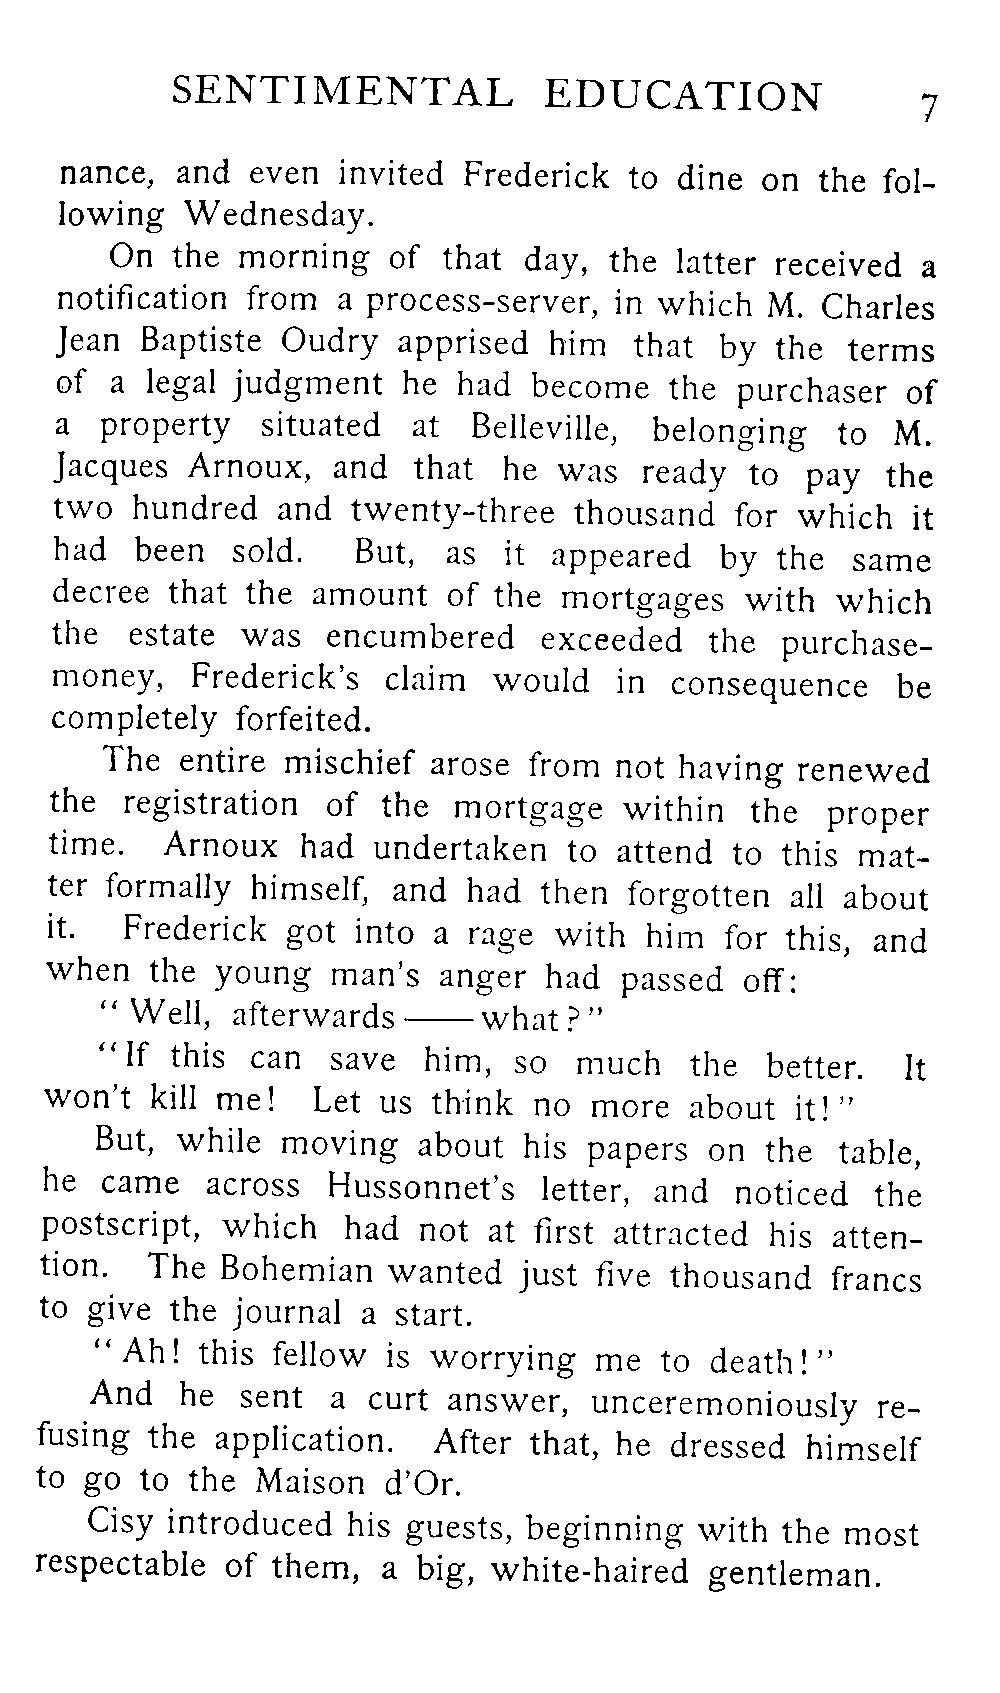 SENTIMENTAL EDUCATION 7
nance, and even invited Frederick to dine on the fol-
lowing Wednesday.
On the morning of that day, the latter received a
notification from a process-server, in which M. Charles
Jean Baptiste Oudry apprised him that by the terms
of a legal judgment he had become the purchaser of
a property situated at Belleville, belonging to M.
Jacques Arnoux, and that he was ready to pay the
two hundred and twenty-three thousand for which it
had been sold. But, as it appeared by the same
decree that the amount of the mortgages with which
the estate was encumbered exceeded the purchase-
money, Frederick's claim would in consequence be
completely forfeited.
The entire mischief arose from not having renewed
the registration of the mortgage within the proper
time. Arnoux had undertaken to attend to this mat-
ter formally himself, and had then forgotten all about
it. Frederick got into a rage with him for this, and
when the young man's anger had passed off:
"Well, afterwards——what?"
"If this can save him, so much the better. It
won't kill me! Let us think no more about it!"
But, while moving about his papers on the table,
he came across Hussonnet's letter, and noticed the
postscript, which had not at first attracted his atten-
tion. The Bohemian wanted just five thousand francs
to give the journal a start.
"Ah! this fellow is worrying me to death!"
And he sent a curt answer, unceremoniously re-
fusing the application. After that, he dressed himself
to go to the Maison d'Or.
Cisy introduced his guests, beginning with the most
respectable of them, a big, white-haired gentleman.